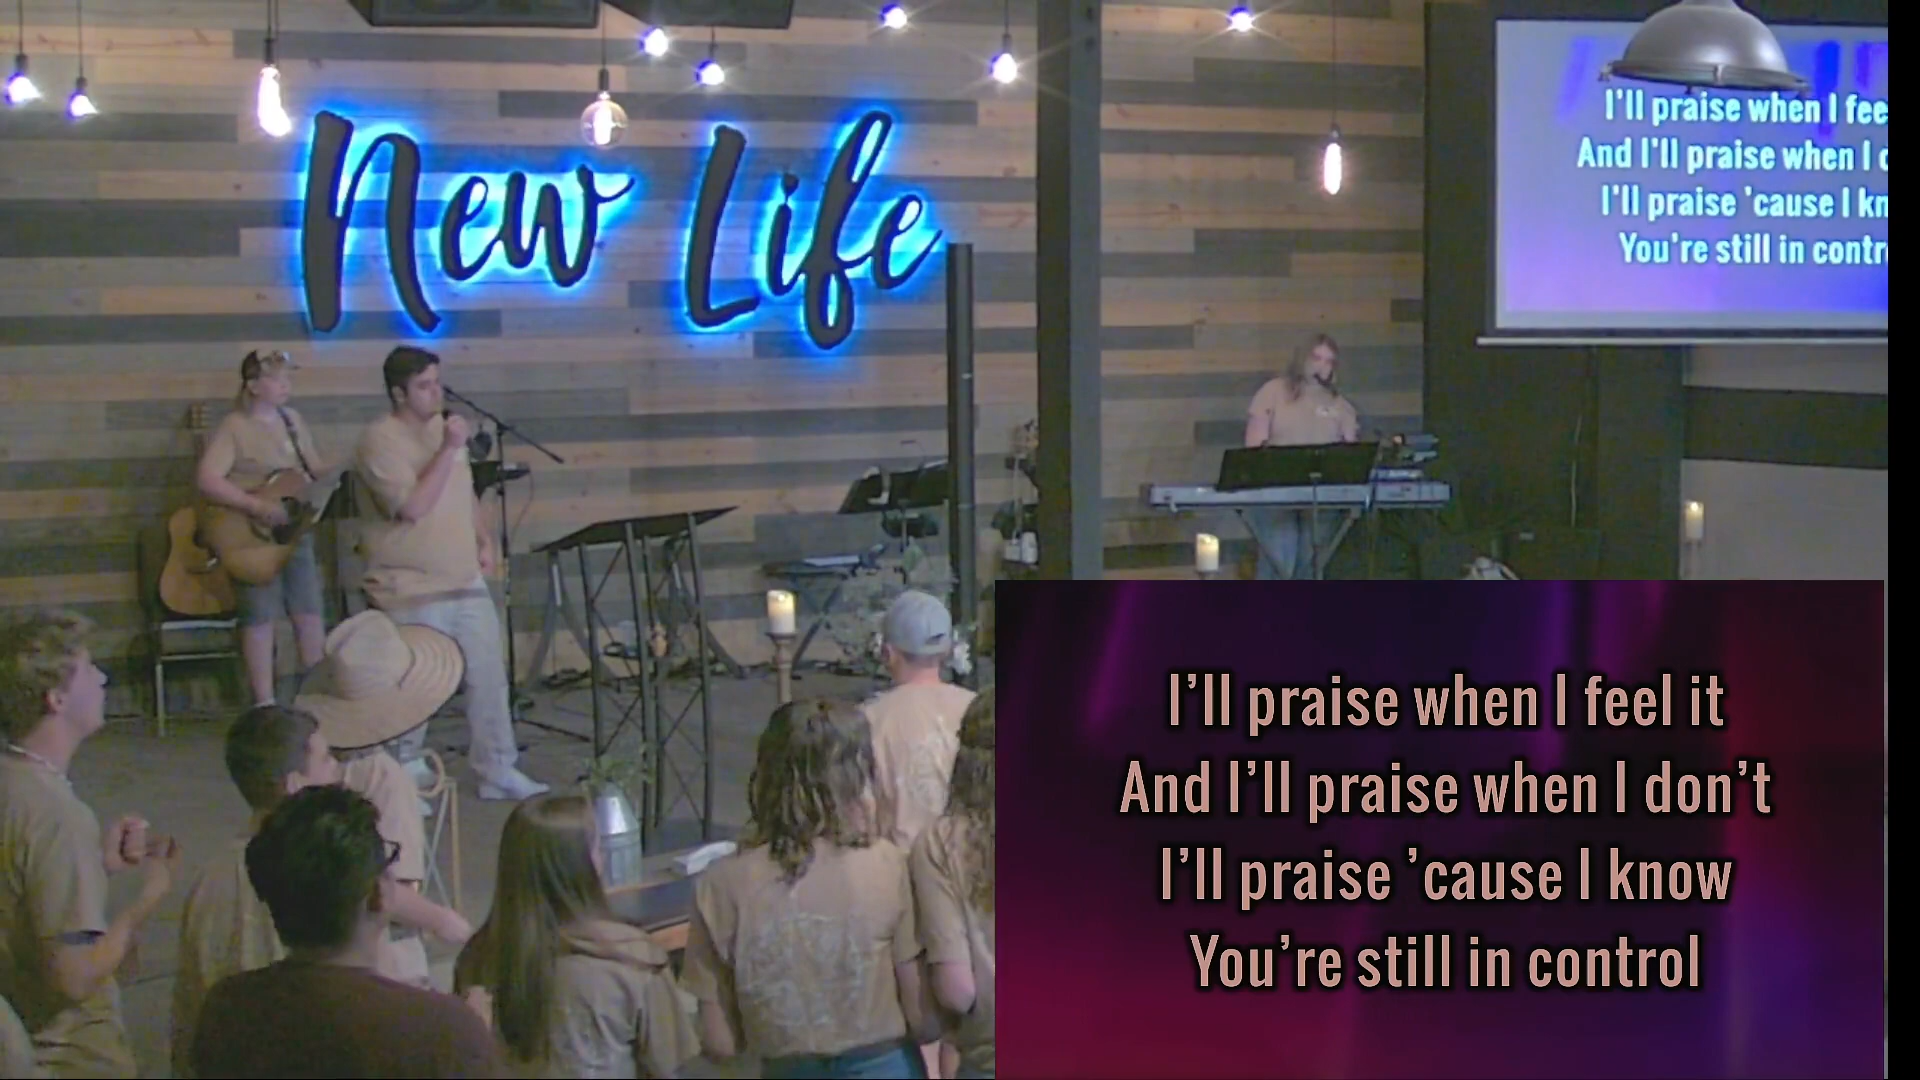 New Life
I'll praise when I fee
And I'll praise when I
I'll praise 'cause I kn
You're still in contr
I'll praise when I feel it
And I'll praise when I don't
I'll praise 'cause I know
You're still in control